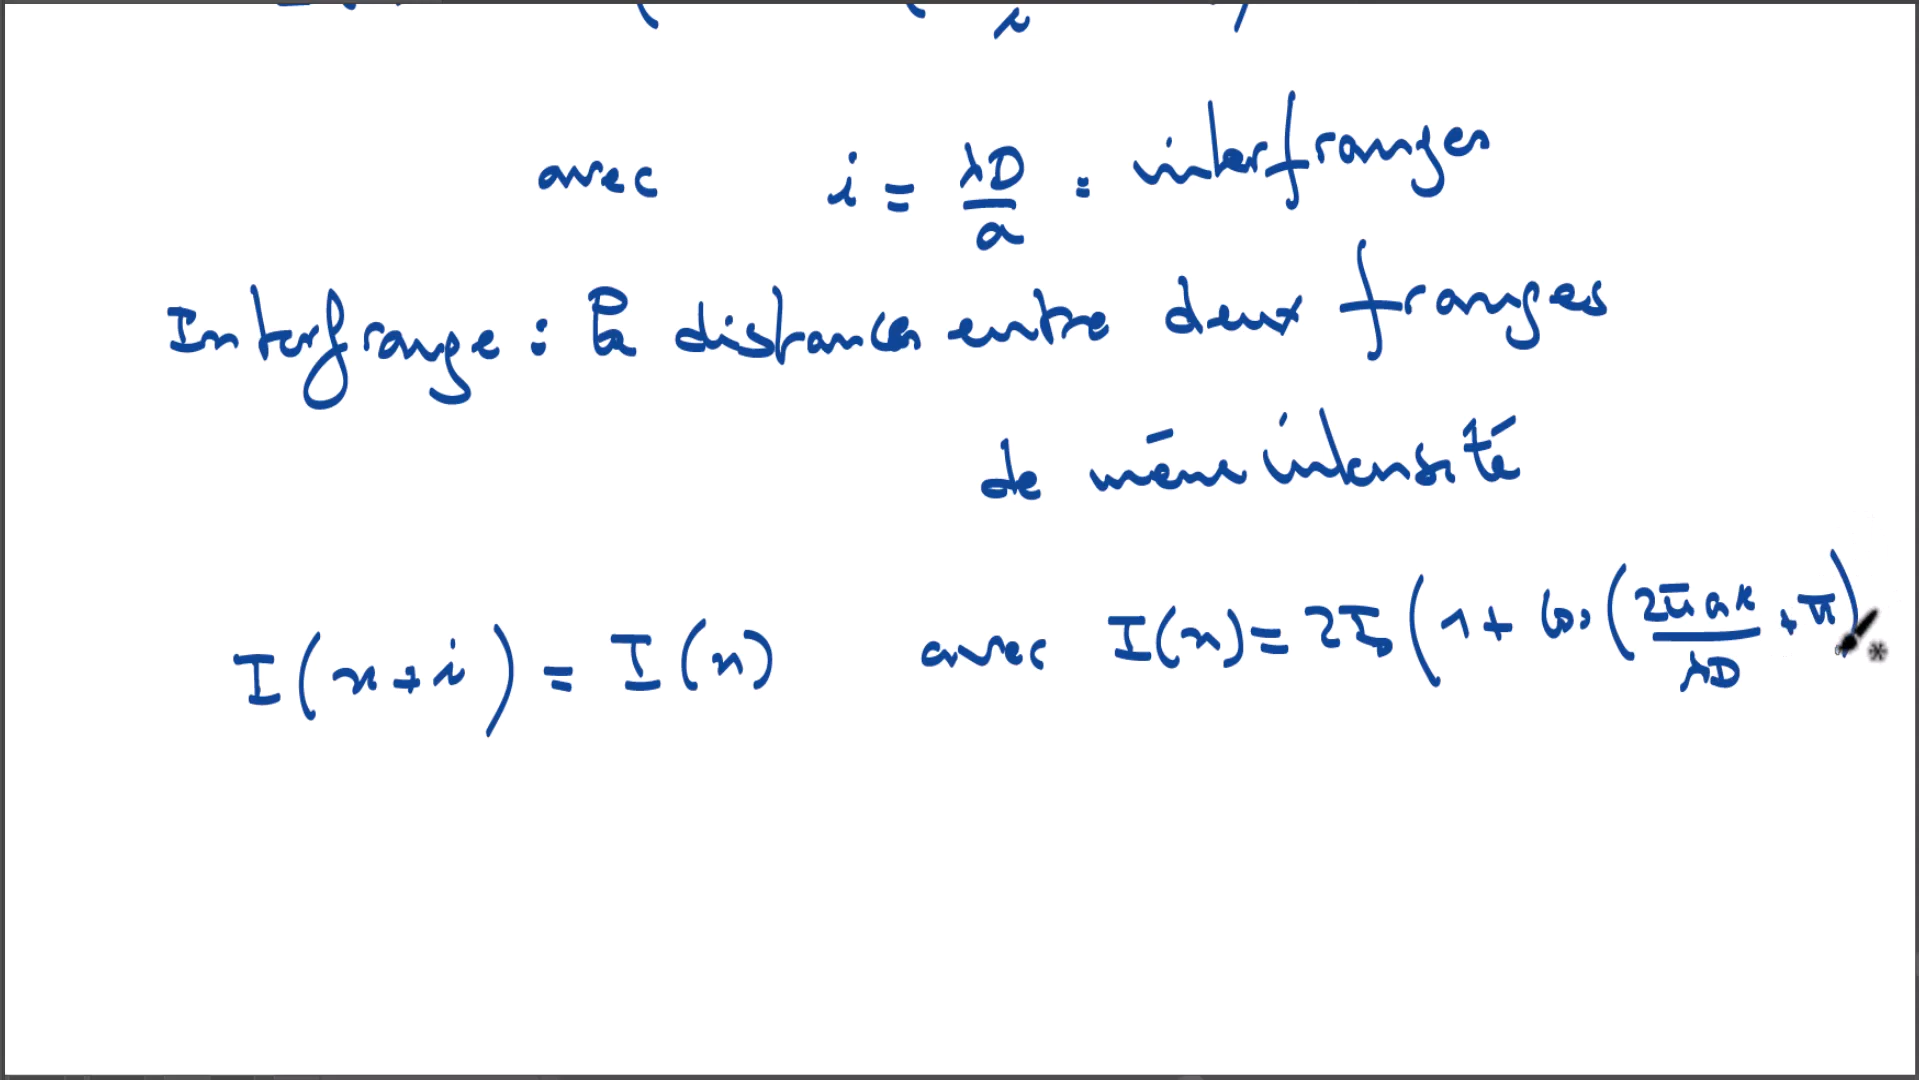 avec i = λD/a : interfranges
Interfrange : la distance entre deux franges
de même intensité
I(x+i) = I(x) avec I(x) = 2I₀(1 + cos(2πax/λD + π)